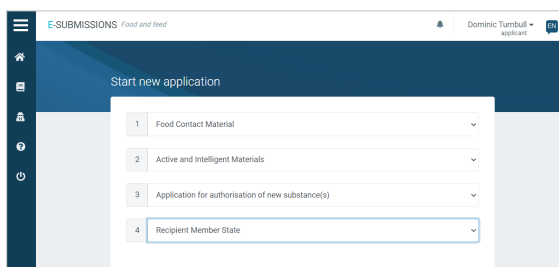 E-SUBMISSIONS Food and feed
Dominic Turnbull
applicant
EN
Start new application
1 Food Contact Material
2 Active and Intelligent Materials
3 Application for authorisation of new substance(s)
4 Recipient Member State